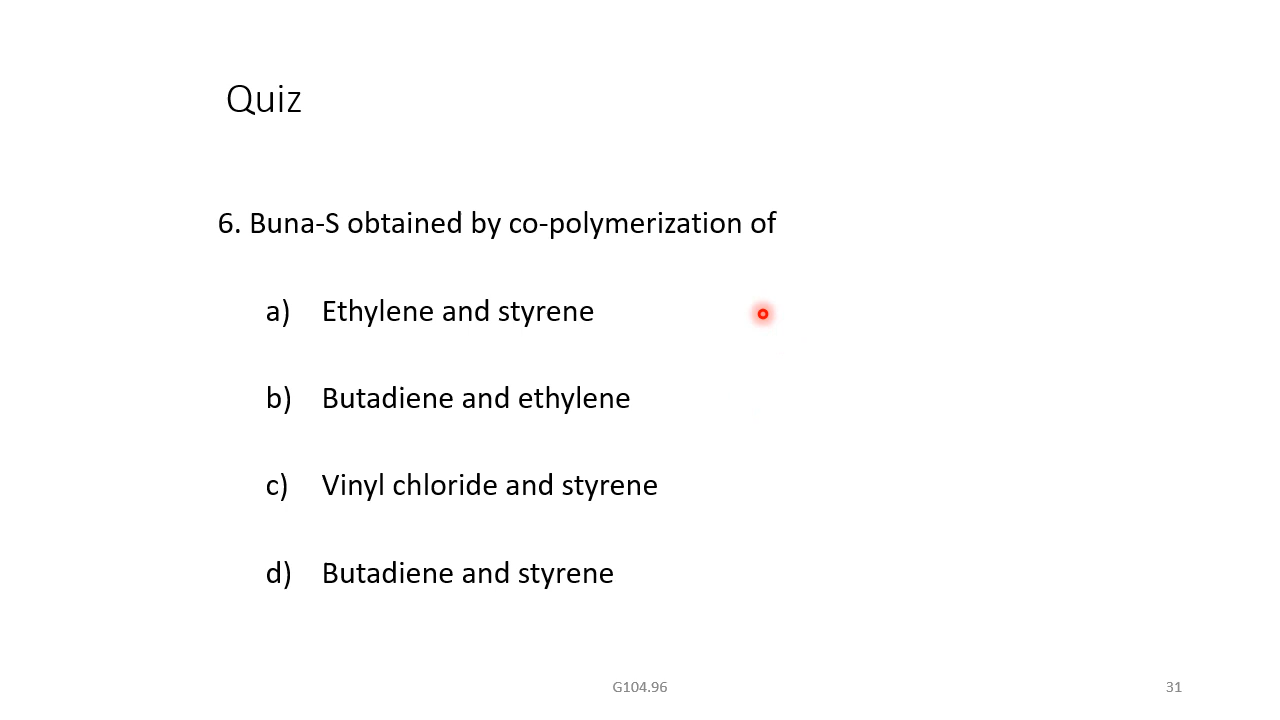 Quiz
6. Buna-S obtained by co-polymerization of
a) Ethylene and styrene
b) Butadiene and ethylene
c) Vinyl chloride and styrene
d) Butadiene and styrene
G104.96
31